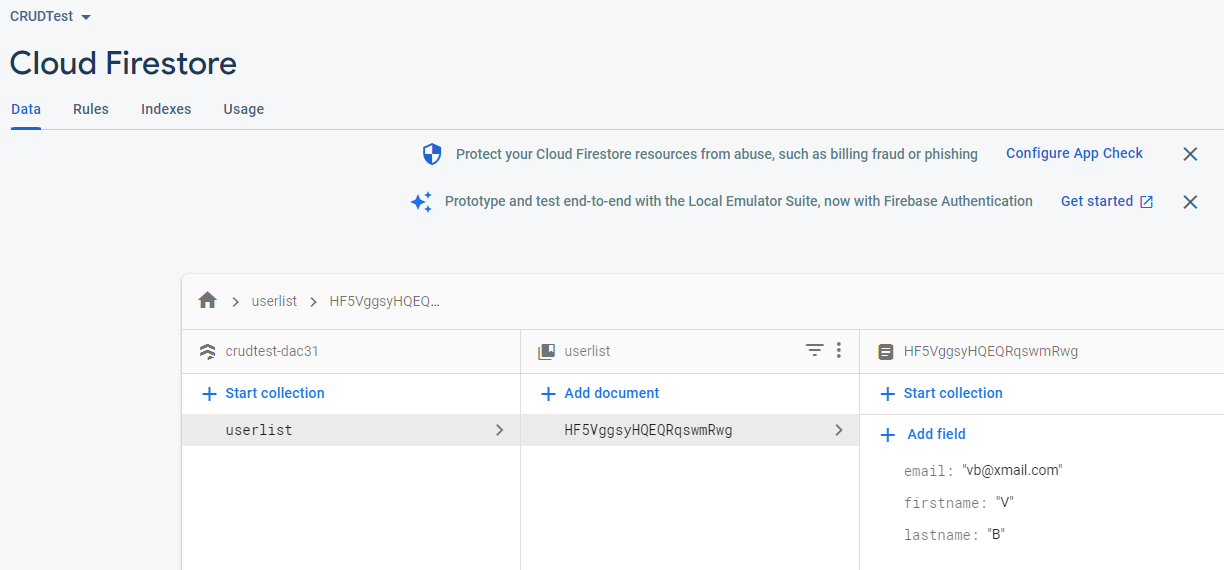 CRUDTest
Cloud Firestore
Data Rules Indexes Usage
Protect your Cloud Firestore resources from abuse, such as billing fraud or phishing Configure App Check
Prototype and test end-to-end with the Local Emulator Suite, now with Firebase Authentication Get started
userlist HF5VggsyHQEQ...
crudtest-dac31 userlist HF5VggsyHQEQRqswmRwg
Start collection Add document Start collection
userlist HF5VggsyHQEQRqswmRwg
Add field
email: "vb@xmail.com"
firstname: "V"
lastname: "B"